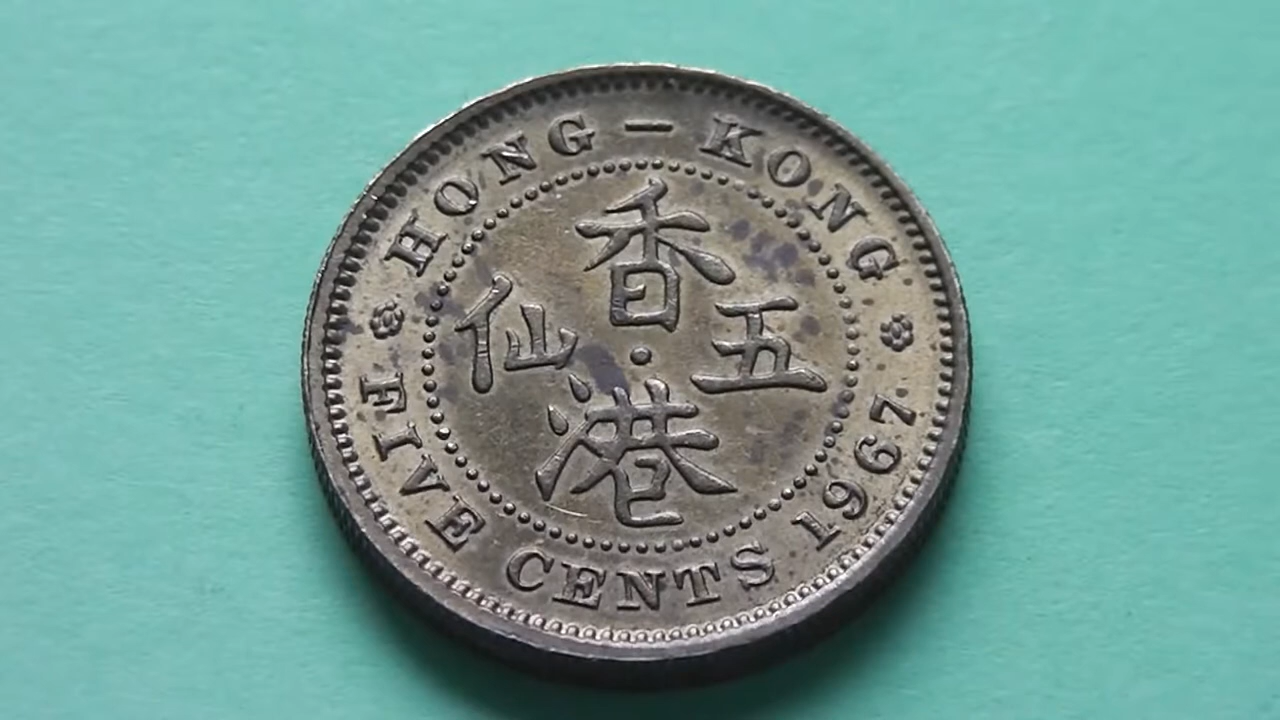 HONG – KONG
香港
五仙
FIVE CENTS 1967